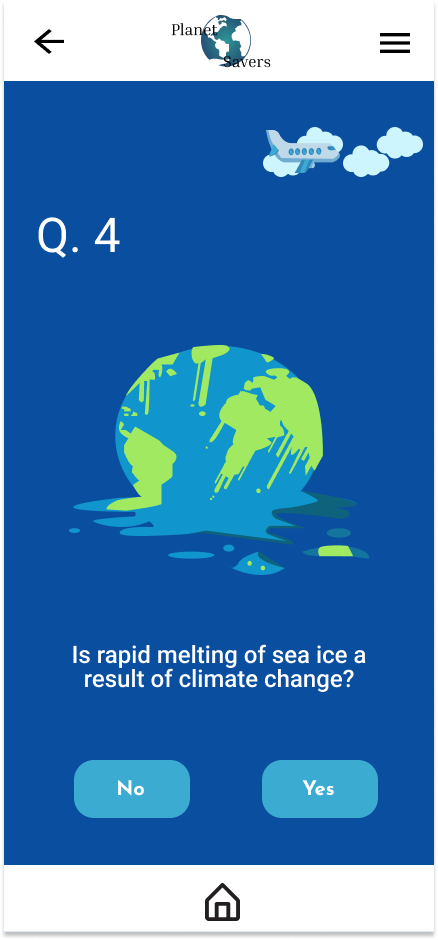 Planet
Savers
Q. 4
Is rapid melting of sea ice a
result of climate change?
No
Yes